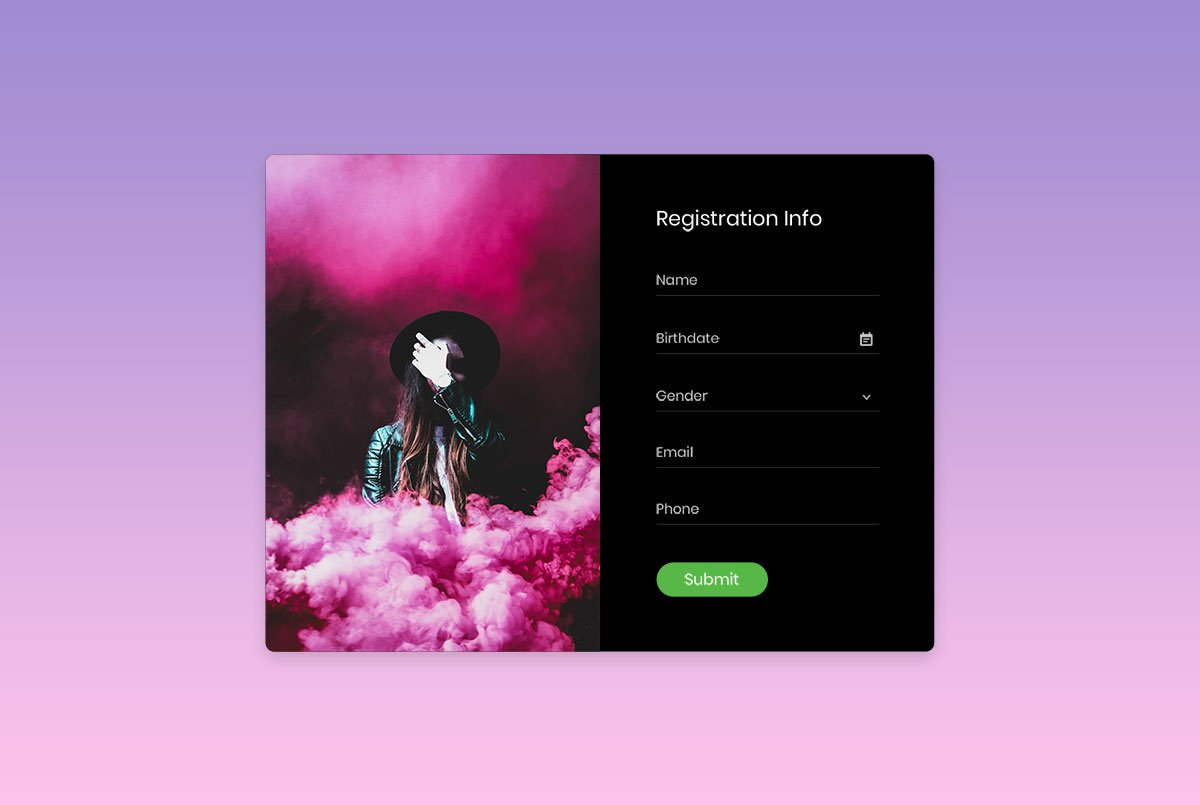 Registration Info
Name
Birthdate
Gender
Email
Phone
Submit